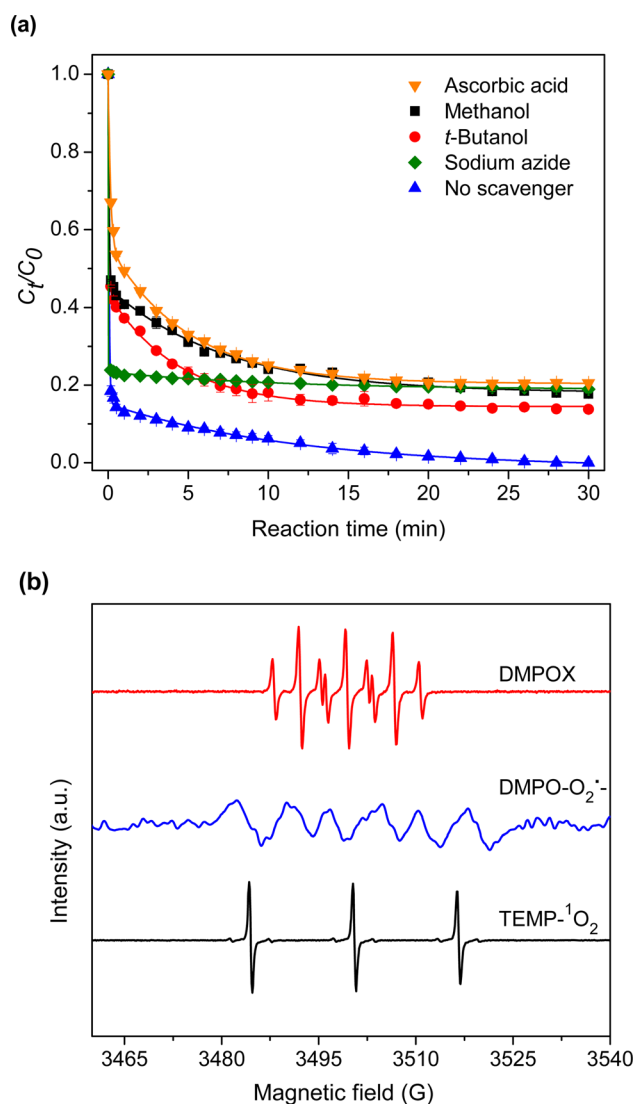 (a)
1.0
0.8
0.6
0.4
0.2
0.0
C_t/C_0
Ascorbic acid
Methanol
t-Butanol
Sodium azide
No scavenger
0 5 10 15 20 25 30
Reaction time (min)
(b)
Intensity (a.u.)
DMPOX
DMPO-O₂˙-
TEMP-¹O₂
3465 3480 3495 3510 3525 3540
Magnetic field (G)